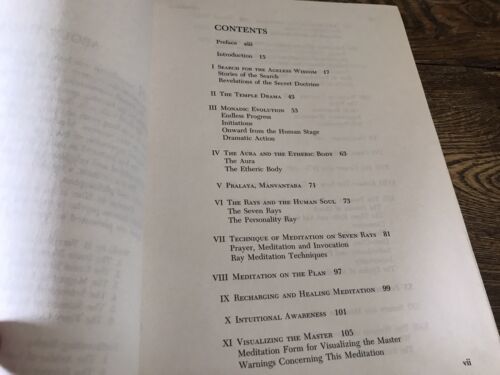 CONTENTS
Preface xiii
Introduction 15
I SEARCH FOR THE AGELESS WISDOM 17
Stories of the Search
Revelations of the Secret Doctrine
II THE TEMPLE DRAMA 45
III MONADIC EVOLUTION 53
Endless Progress
Initiations
Onward from the Human Stage
Dramatic Action
IV THE AURA AND THE ETHERIC BODY 63
The Aura
The Etheric Body
V PRALAYA, MANVANTARA 71
VI THE RAYS AND THE HUMAN SOUL 73
The Seven Rays
The Personality Ray
VII TECHNIQUE OF MEDITATION ON SEVEN RAYS 81
Prayer, Meditation and Invocation
Ray Meditation Techniques
VIII MEDITATION ON THE PLAN 97
IX RECHARGING AND HEALING MEDITATION 99
X INTUITIONAL AWARENESS 101
XI VISUALIZING THE MASTER 105
Meditation Form for Visualizing the Master
Warnings Concerning This Meditation
vii